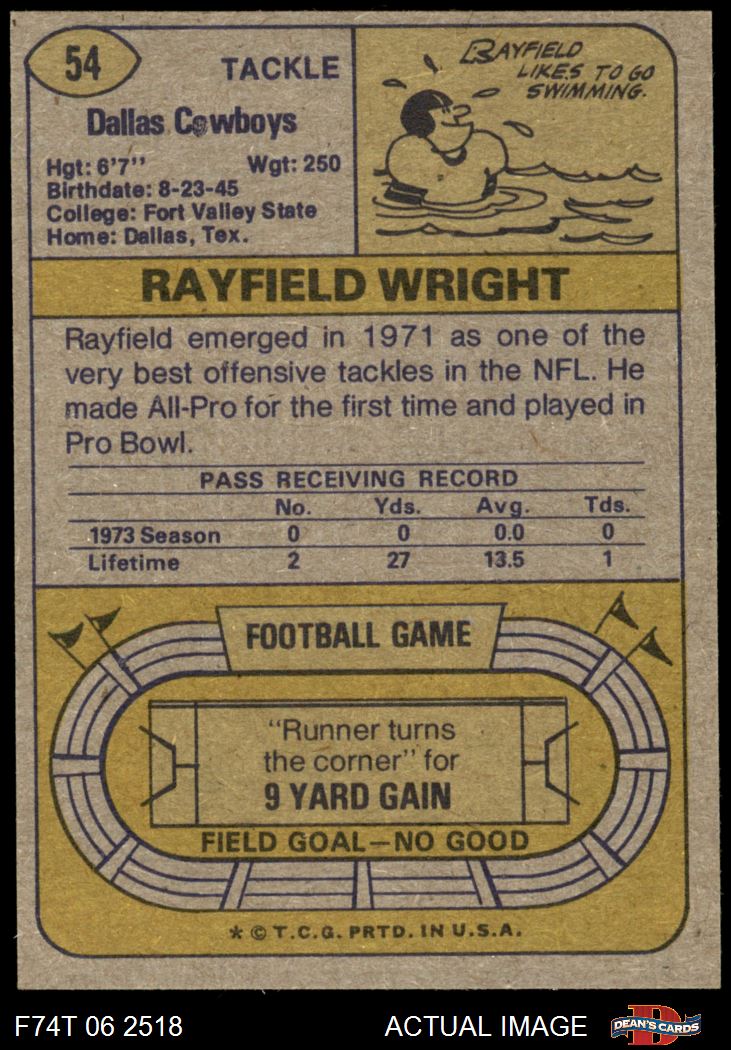 54
TACKLE
Dallas Cowboys
Hgt: 6'7" Wgt: 250
Birthdate: 8-23-45
College: Fort Valley State
Home: Dallas, Tex.
RAYFIELD
LIKES TO GO
SWIMMING.
RAYFIELD WRIGHT
Rayfield emerged in 1971 as one of the
very best offensive tackles in the NFL. He
made All-Pro for the first time and played in
Pro Bowl.
PASS RECEIVING RECORD
No. Yds. Avg. Tds.
1973 Season 0 0 0.0 0
Lifetime 2 27 13.5 1
FOOTBALL GAME
"Runner turns
the corner" for
9 YARD GAIN
FIELD GOAL—NO GOOD
* © T.C.G. PRTD. IN U.S.A.
F74T 06 2518 ACTUAL IMAGE
D
DEAN'S CARDS